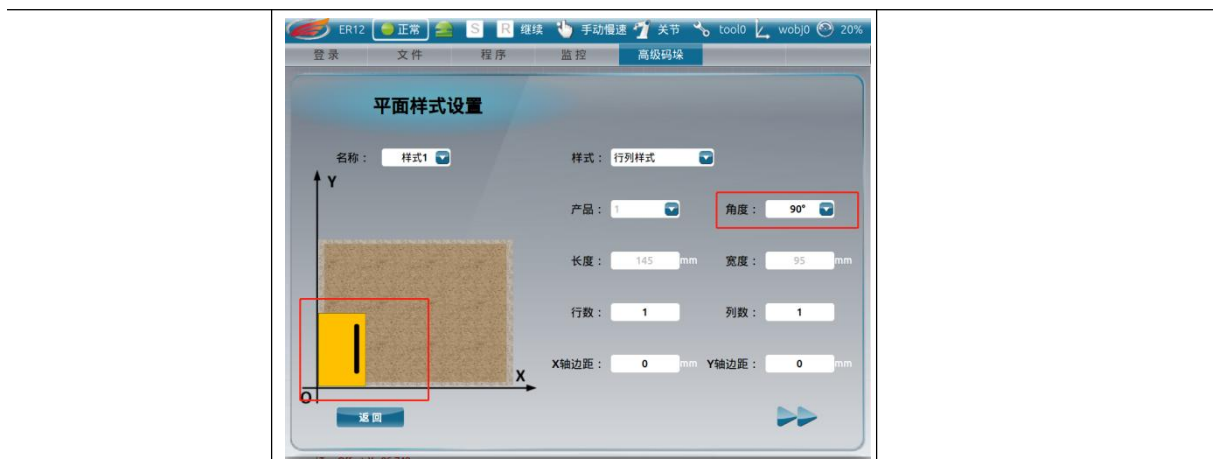 ER12 正常 S R 继续 手动慢速 关节 tool0 wobj0 20%
登录 文件 程序 监控 高级码垛
平面样式设置
名称： 样式1 样式： 行列样式
Y
产品： 1 角度： 90°
长度： 145 mm 宽度： 95 mm
行数： 1 列数： 1
X轴边距： 0 mm Y轴边距： 0 mm
X
O
返回